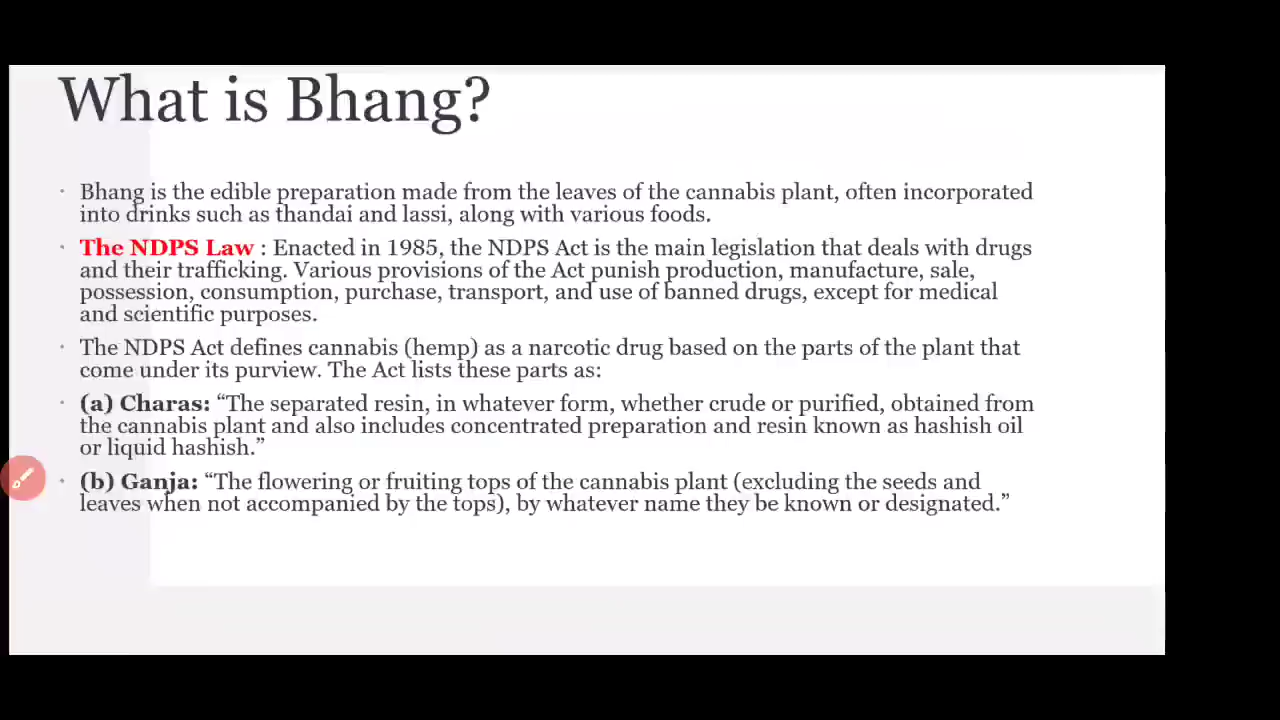 What is Bhang?
· Bhang is the edible preparation made from the leaves of the cannabis plant, often incorporated
into drinks such as thandai and lassi, along with various foods.
· The NDPS Law : Enacted in 1985, the NDPS Act is the main legislation that deals with drugs
and their trafficking. Various provisions of the Act punish production, manufacture, sale,
possession, consumption, purchase, transport, and use of banned drugs, except for medical
and scientific purposes.
· The NDPS Act defines cannabis (hemp) as a narcotic drug based on the parts of the plant that
come under its purview. The Act lists these parts as:
· (a) Charas: “The separated resin, in whatever form, whether crude or purified, obtained from
the cannabis plant and also includes concentrated preparation and resin known as hashish oil
or liquid hashish.”
· (b) Ganja: “The flowering or fruiting tops of the cannabis plant (excluding the seeds and
leaves when not accompanied by the tops), by whatever name they be known or designated.”